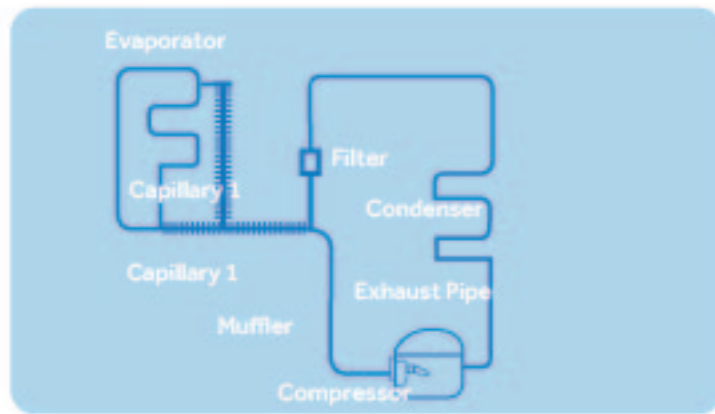 Evaporator
Filter
Capillary 1
Condenser
Capillary 1
Exhaust Pipe
Muffler
Compressor